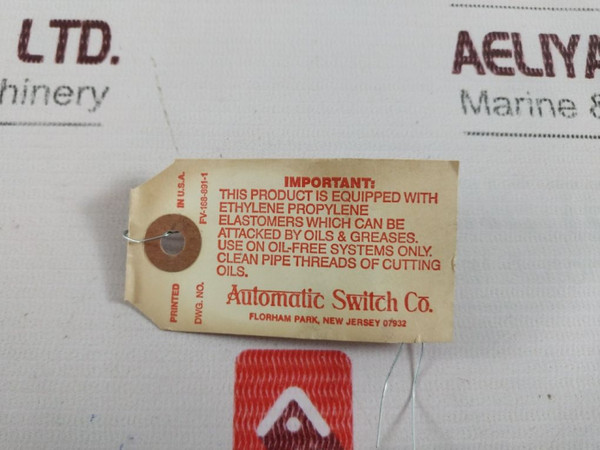 LTD.
hinery
AELIYA
Marine &
IMPORTANT:
THIS PRODUCT IS EQUIPPED WITH
ETHYLENE PROPYLENE
ELASTOMERS WHICH CAN BE
ATTACKED BY OILS & GREASES.
USE ON OIL-FREE SYSTEMS ONLY.
CLEAN PIPE THREADS OF CUTTING
OILS.
Automatic Switch Co.
FLORHAM PARK, NEW JERSEY 07932
PRINTED IN U.S.A.
DWG. NO. FV-168-891-1